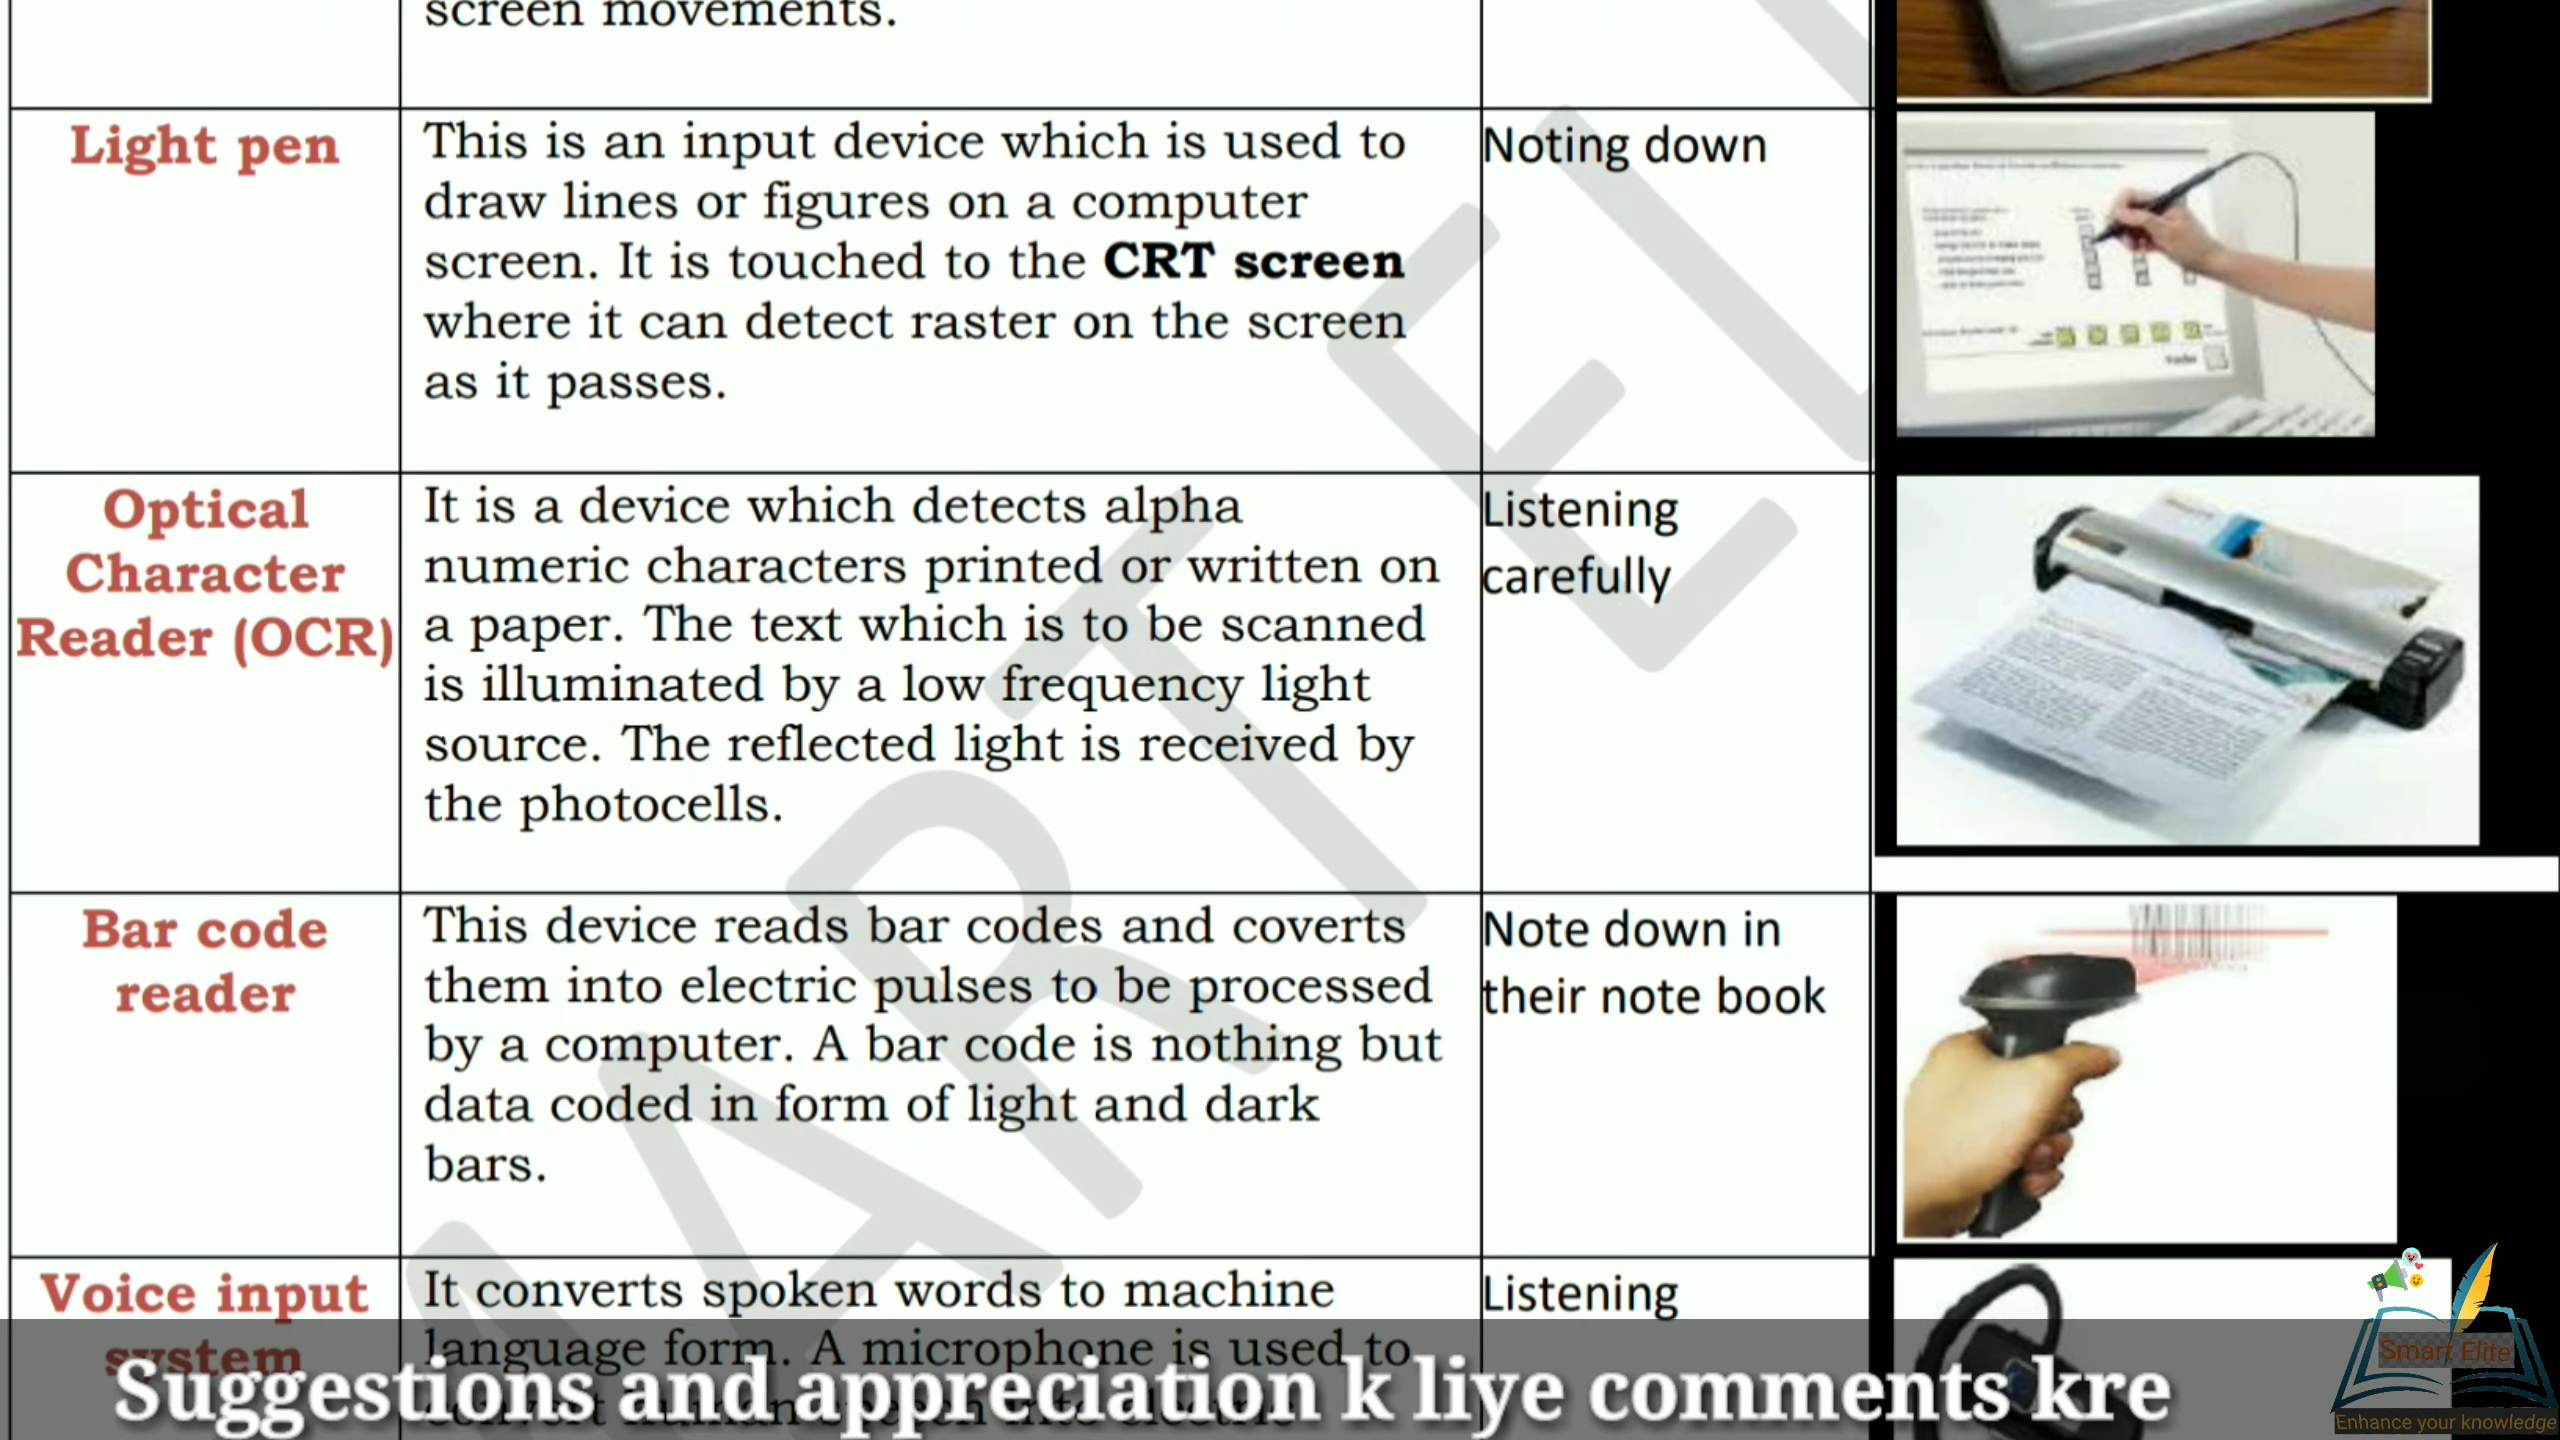 screen movements.
Light pen
This is an input device which is used to
draw lines or figures on a computer
screen. It is touched to the CRT screen
where it can detect raster on the screen
as it passes.
Noting down
Optical
Character
Reader (OCR)
It is a device which detects alpha
numeric characters printed or written on
a paper. The text which is to be scanned
is illuminated by a low frequency light
source. The reflected light is received by
the photocells.
Listening
carefully
Bar code
reader
This device reads bar codes and coverts
them into electric pulses to be processed
by a computer. A bar code is nothing but
data coded in form of light and dark
bars.
Note down in
their note book
Voice input
system
It converts spoken words to machine
language form. A microphone is used to
Listening
Suggestions and appreciation k liye comments kre
Smart Elite
Enhance your knowledge